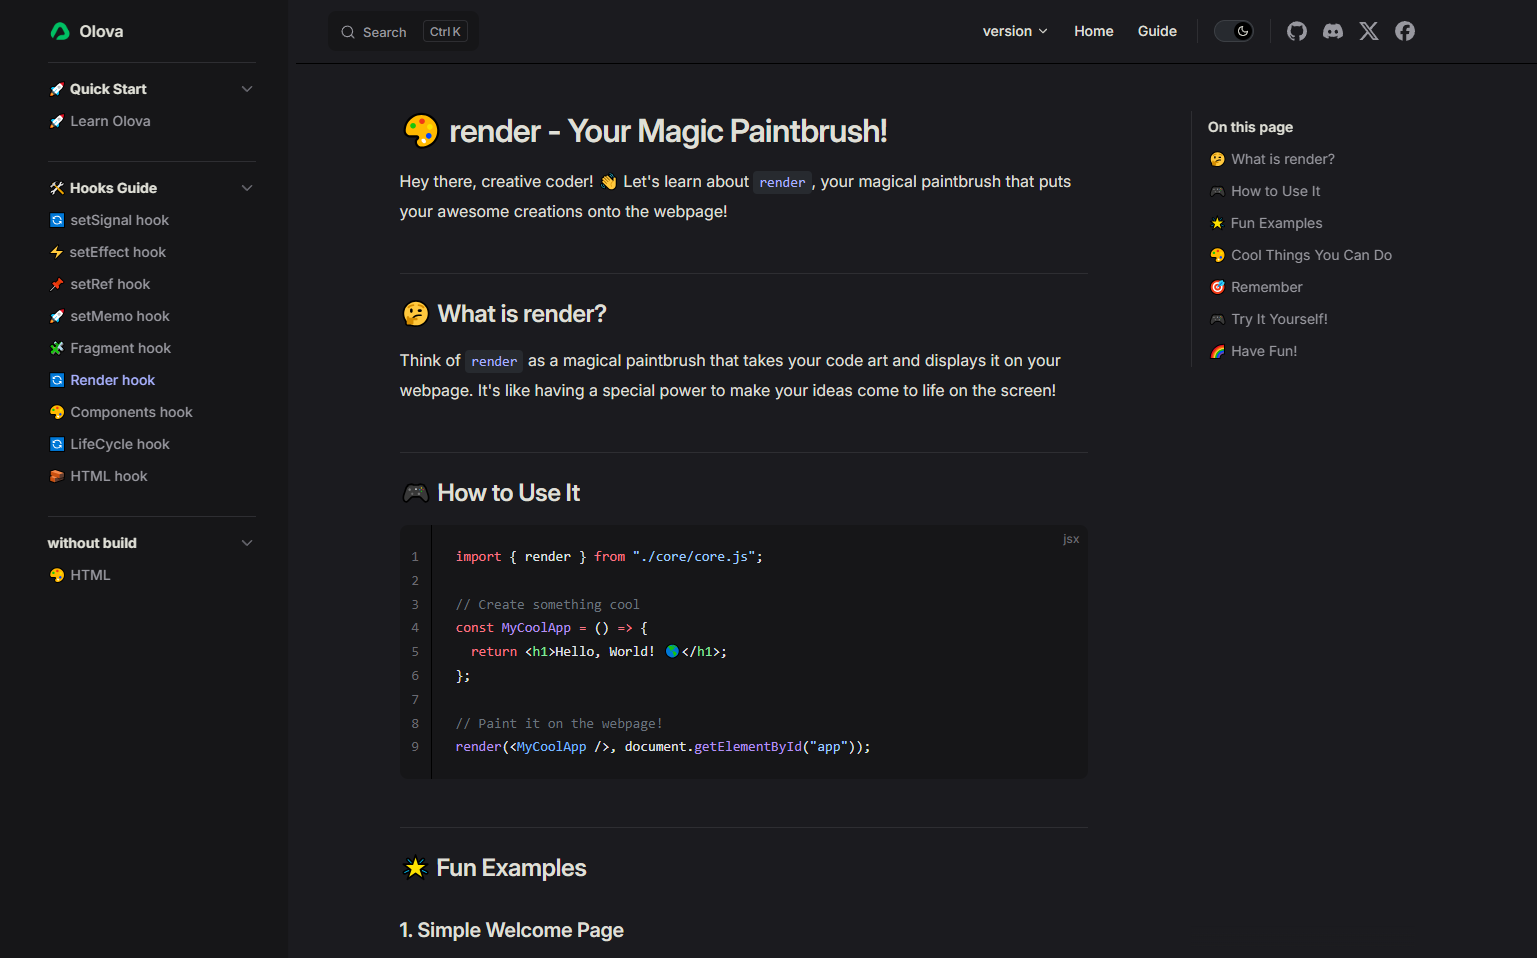 Olova
Search Ctrl K
version
Home
Guide
🚀 Quick Start
🚀 Learn Olova
🛠 Hooks Guide
🔄 setSignal hook
⚡ setEffect hook
📌 setRef hook
🚀 setMemo hook
🧩 Fragment hook
🔄 Render hook
🎨 Components hook
🔄 LifeCycle hook
🧱 HTML hook
without build
🎨 HTML
🎨 render - Your Magic Paintbrush!
Hey there, creative coder! 👋 Let's learn about render, your magical paintbrush that puts
your awesome creations onto the webpage!
🤔 What is render?
Think of render as a magical paintbrush that takes your code art and displays it on your
webpage. It's like having a special power to make your ideas come to life on the screen!
🎮 How to Use It
jsx
1 import { render } from "./core/core.js";
2
3 // Create something cool
4 const MyCoolApp = () => {
5   return <h1>Hello, World! 🌎</h1>;
6 };
7
8 // Paint it on the webpage!
9 render(<MyCoolApp />, document.getElementById("app"));
🌟 Fun Examples
1. Simple Welcome Page
On this page
🤔 What is render?
🎮 How to Use It
🌟 Fun Examples
🎨 Cool Things You Can Do
🎯 Remember
🎮 Try It Yourself!
🌈 Have Fun!